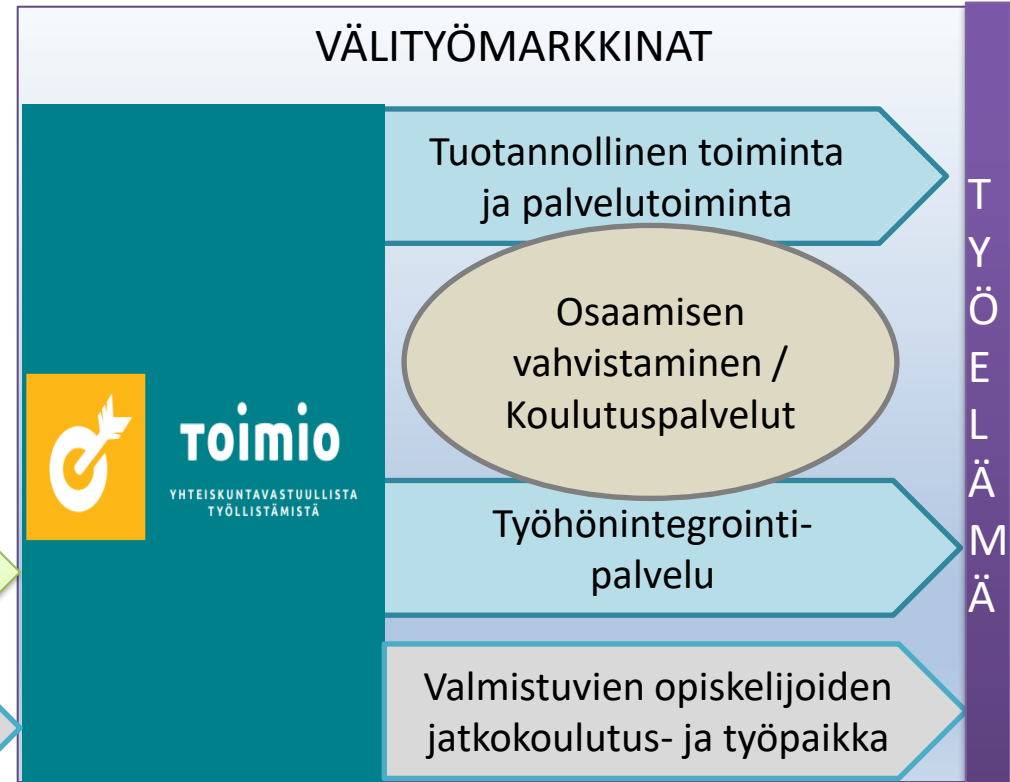 VÄLITYÖMARKKINAT
Tuotannollinen toiminta
ja palvelutoiminta
Osaamisen
vahvistaminen /
Koulutuspalvelut
TOIMIO
YHTEISKUNTAVASTUULLISTA
TYÖLLISTÄMISTÄ
Työhönintegrointi-
palvelu
Valmistuvien opiskelijoiden
jatkokoulutus- ja työpaikka
T
Y
Ö
E
L
Ä
M
Ä